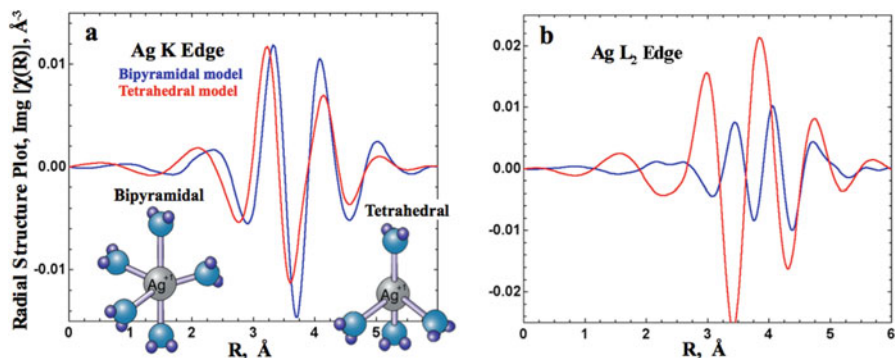 Radial Structure Plot, Img [χ(R)], Å⁻³
a
Ag K Edge
Bipyramidal model
Tetrahedral model
0.01
0.00
-0.01
Bipyramidal
Tetrahedral
Ag⁺¹
Ag⁺¹
0 1 2 3 4 5
R, Å
b
Ag L₂ Edge
0.02
0.01
0.00
-0.01
-0.02
0 1 2 3 4 5 6
R, Å